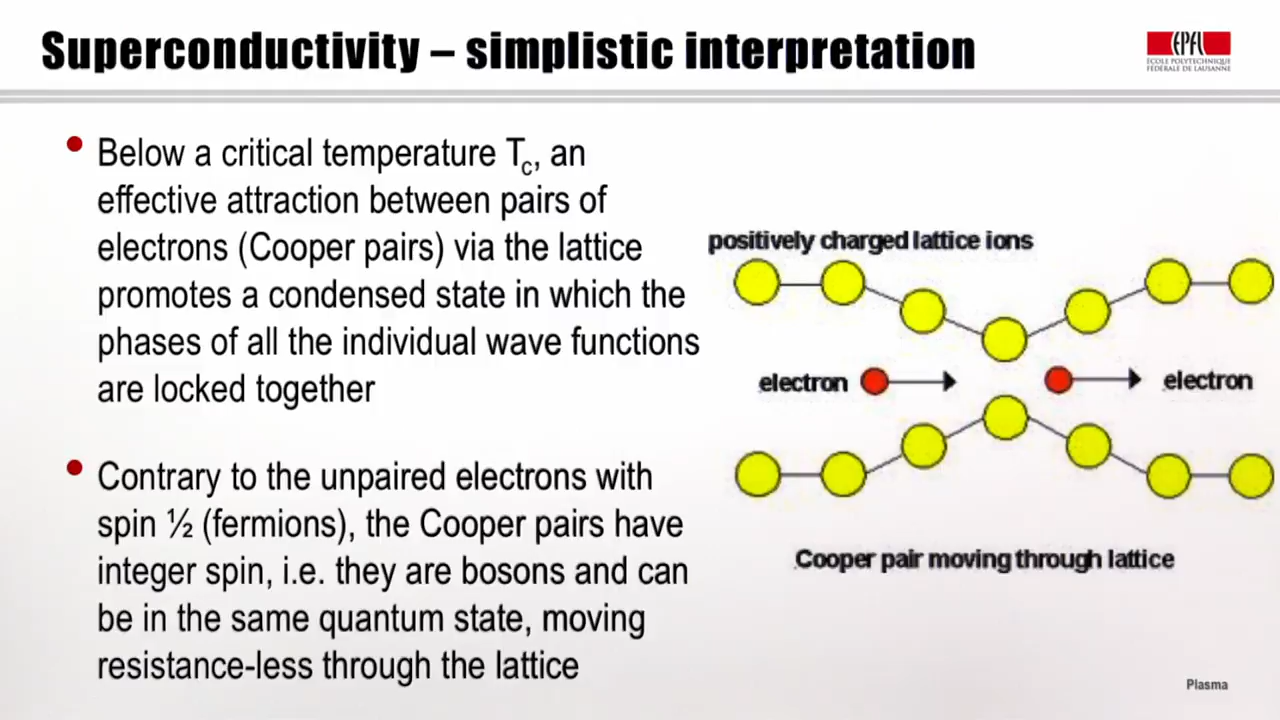 Superconductivity – simplistic interpretation
EPFL
ÉCOLE POLYTECHNIQUE
FÉDÉRALE DE LAUSANNE
• Below a critical temperature Tc, an
effective attraction between pairs of
electrons (Cooper pairs) via the lattice
promotes a condensed state in which the
phases of all the individual wave functions
are locked together
• Contrary to the unpaired electrons with
spin ½ (fermions), the Cooper pairs have
integer spin, i.e. they are bosons and can
be in the same quantum state, moving
resistance-less through the lattice
positively charged lattice ions
electron
electron
Cooper pair moving through lattice
Plasma